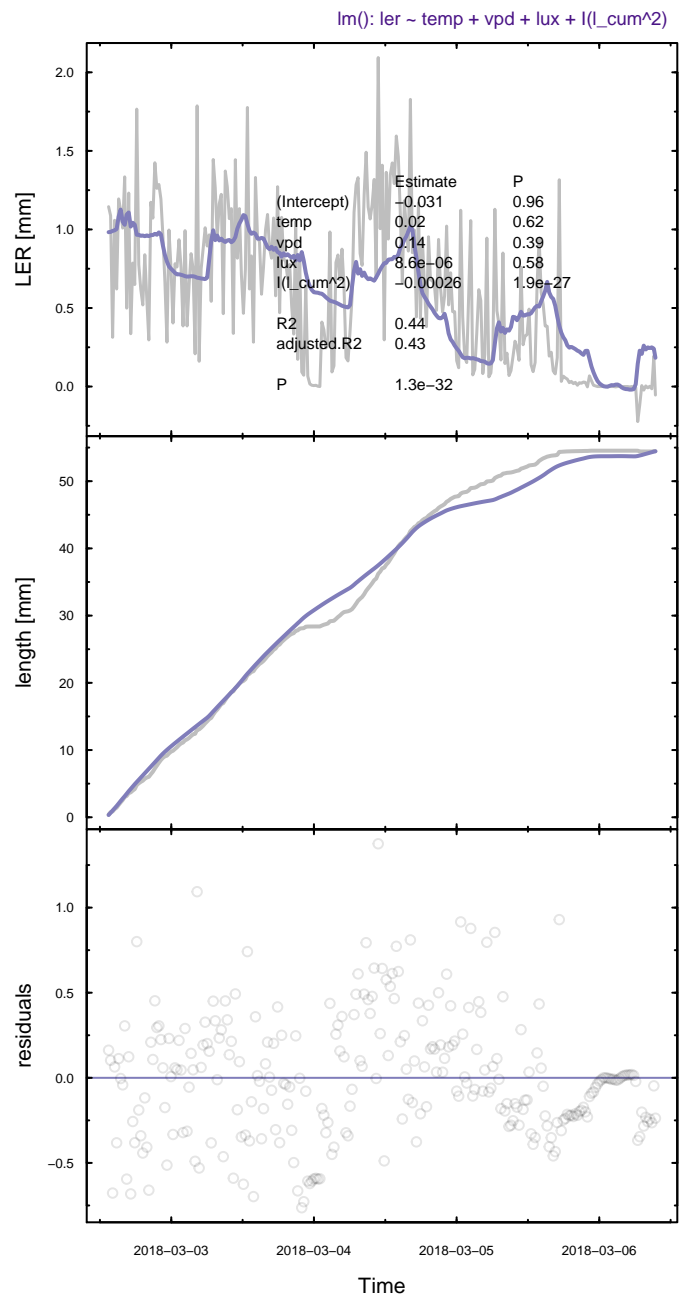 lm(): ler ~ temp + vpd + lux + I(l_cum^2)
2.0
1.5
1.0
0.5
0.0
LER [mm]
Estimate P
(Intercept) −0.031 0.96
temp 0.02 0.62
vpd 0.14 0.39
lux 8.6e−06 0.58
I(l_cum^2) −0.00026 1.9e−27
R2 0.44
adjusted.R2 0.43
P 1.3e−32
50
40
30
20
10
0
length [mm]
1.0
0.5
0.0
−0.5
residuals
2018−03−03 2018−03−04 2018−03−05 2018−03−06
Time